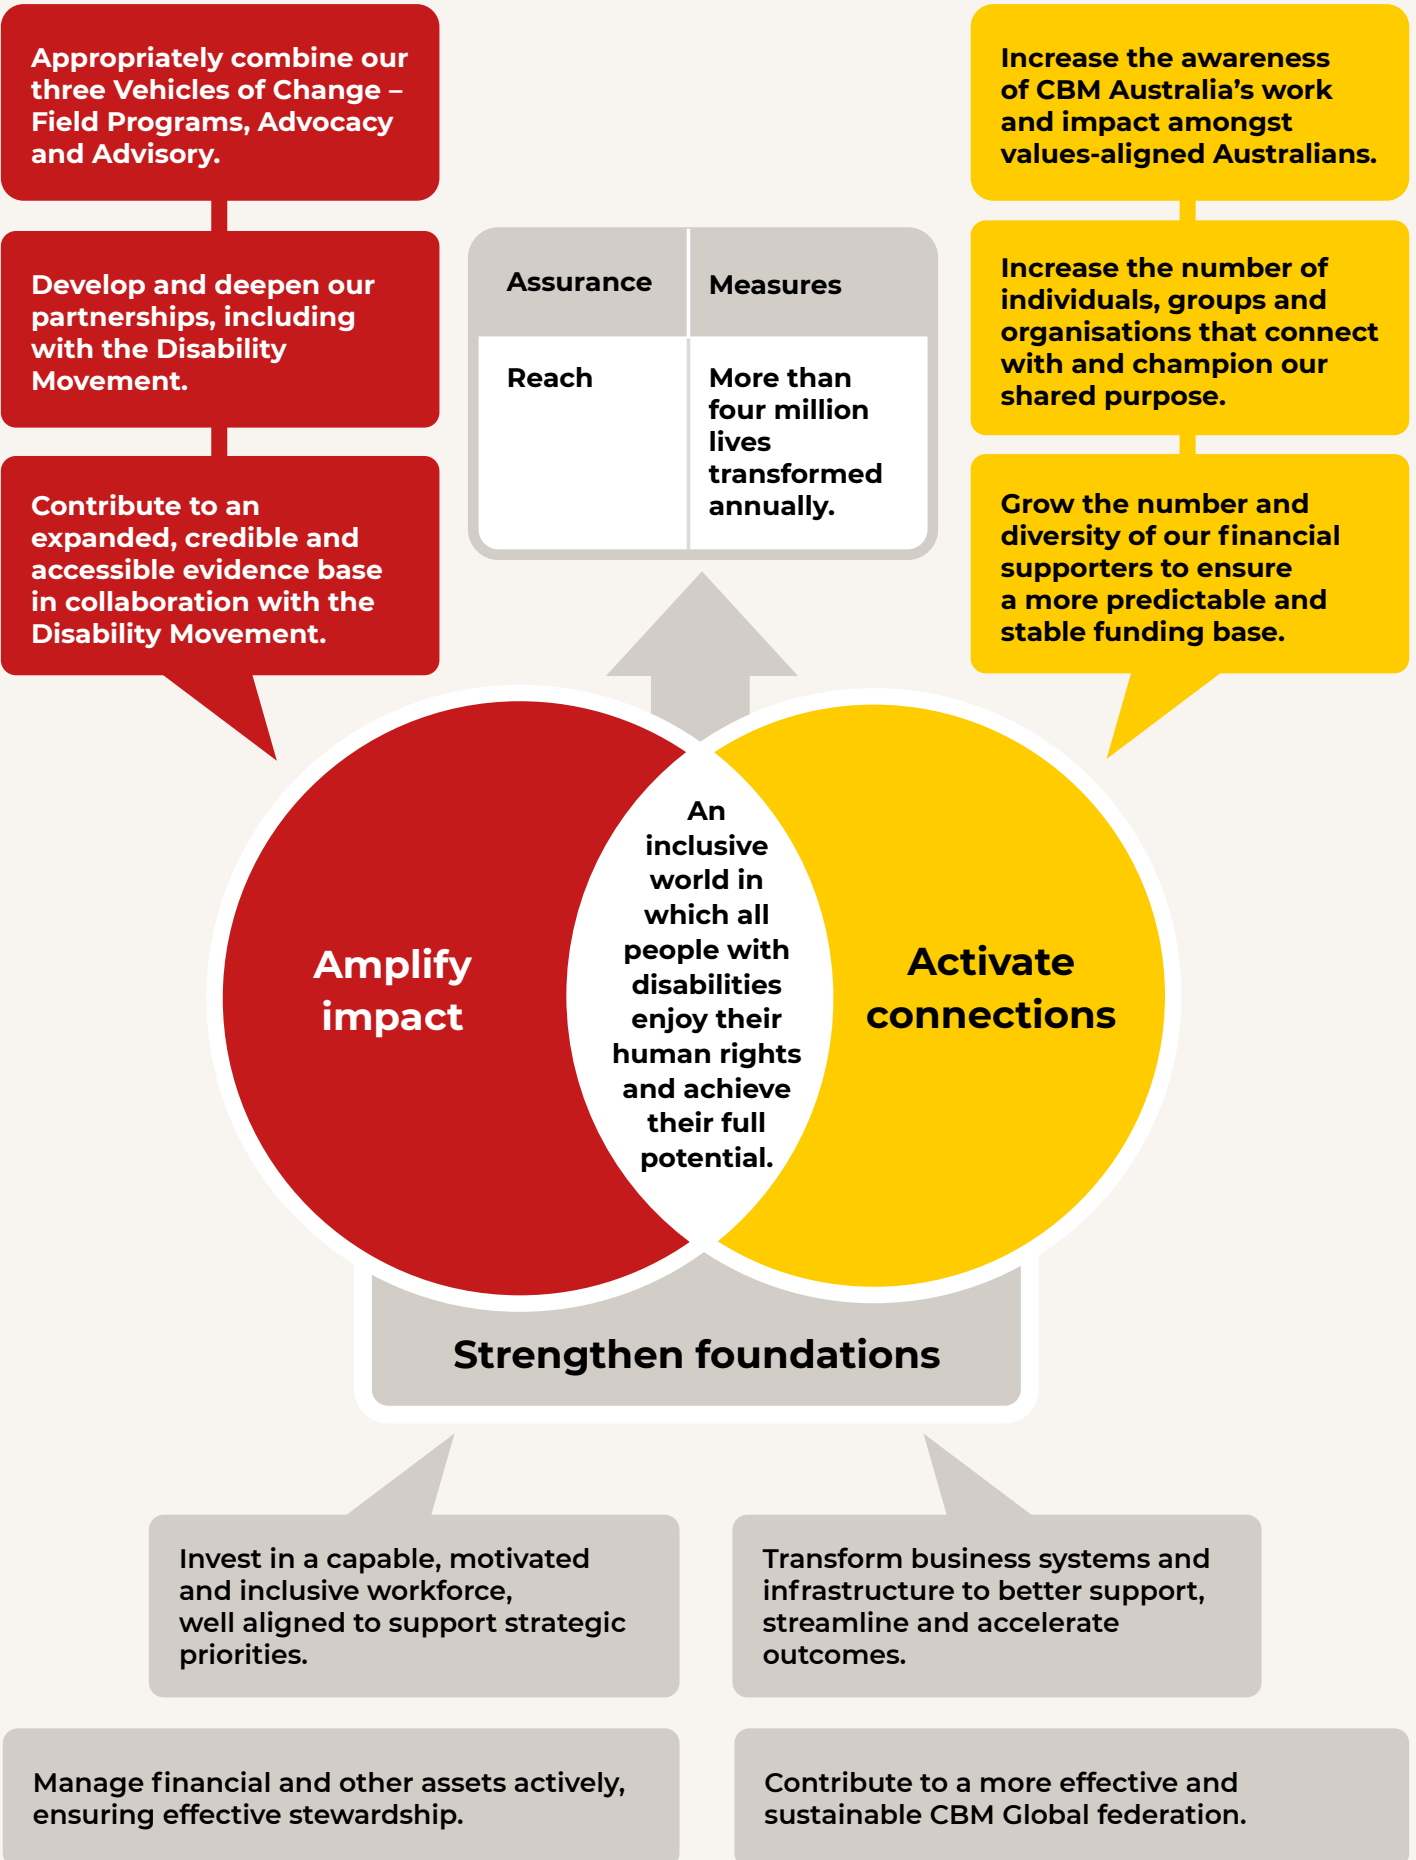 Appropriately combine our
three Vehicles of Change –
Field Programs, Advocacy
and Advisory.
Develop and deepen our
partnerships, including
with the Disability
Movement.
Contribute to an
expanded, credible and
accessible evidence base
in collaboration with the
Disability Movement.
Assurance
Measures
Reach
More than
four million
lives
transformed
annually.
Increase the awareness
of CBM Australia’s work
and impact amongst
values-aligned Australians.
Increase the number of
individuals, groups and
organisations that connect
with and champion our
shared purpose.
Grow the number and
diversity of our financial
supporters to ensure
a more predictable and
stable funding base.
Amplify
impact
An
inclusive
world in
which all
people with
disabilities
enjoy their
human rights
and achieve
their full
potential.
Activate
connections
Strengthen foundations
Invest in a capable, motivated
and inclusive workforce,
well aligned to support strategic
priorities.
Transform business systems and
infrastructure to better support,
streamline and accelerate
outcomes.
Manage financial and other assets actively,
ensuring effective stewardship.
Contribute to a more effective and
sustainable CBM Global federation.